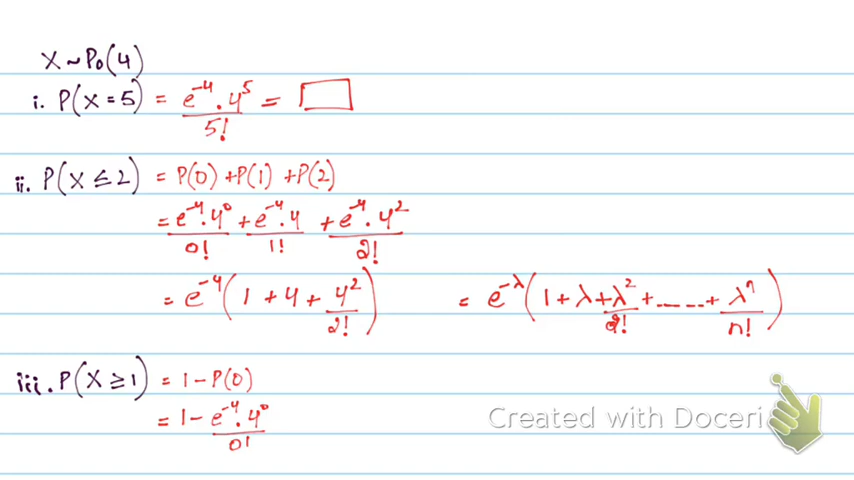 X ~ Po(4)
i. P(X = 5) = e⁻⁴ . 4⁵ / 5! = □
ii. P(X ≤ 2) = P(0) + P(1) + P(2)
= e⁻⁴ . 4⁰ / 0! + e⁻⁴ . 4 / 1! + e⁻⁴ . 4² / 2!
= e⁻⁴ (1 + 4 + 4² / 2!) = e^-λ (1 + λ + λ² / 2! + ...... + λⁿ / n!)
iii. P(X ≥ 1) = 1 - P(0)
= 1 - e⁻⁴ . 4⁰ / 0!
Created with Doceri